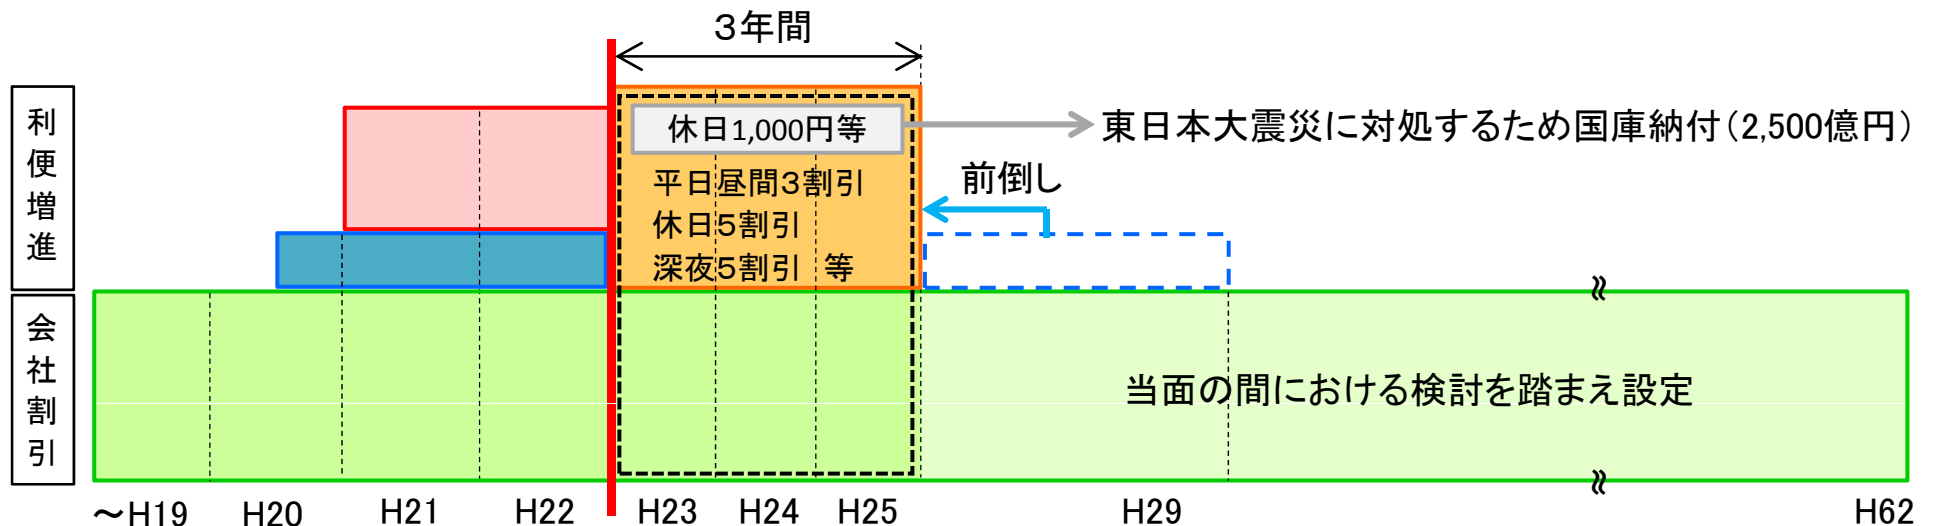 3年間
利便増進
休日1,000円等
東日本大震災に対処するため国庫納付(2,500億円)
平日昼間3割引
休日5割引
深夜5割引 等
前倒し
会社割引
当面の間における検討を踏まえ設定
～H19 H20 H21 H22 H23 H24 H25 H29 H62